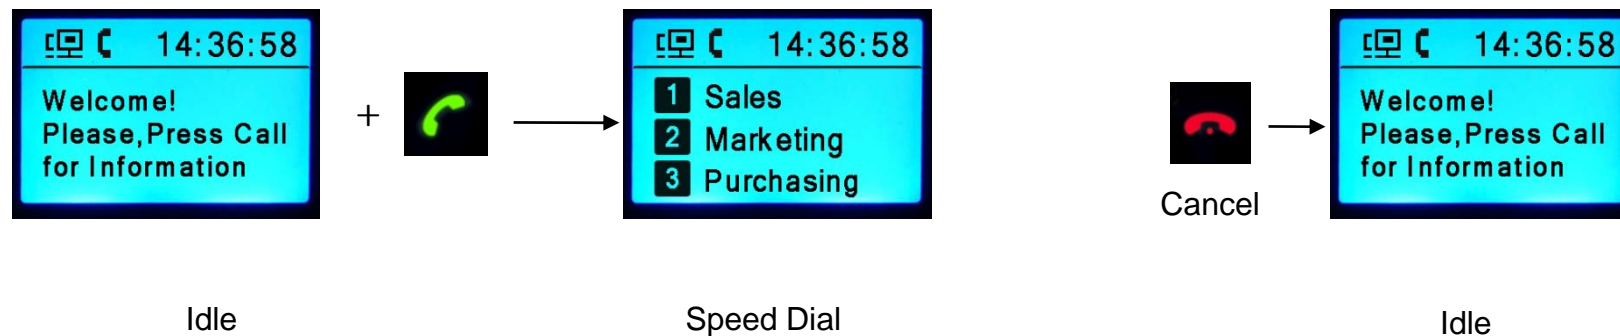 14:36:58
Welcome!
Please,Press Call
for Information
+
14:36:58
1 Sales
2 Marketing
3 Purchasing
Cancel
14:36:58
Welcome!
Please,Press Call
for Information
Idle
Speed Dial
Idle